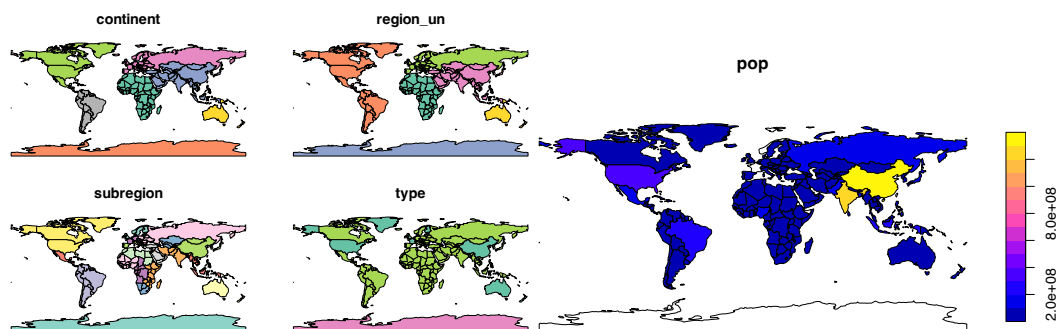 continent
region_un
subregion
type
pop
2.0e+08
8.0e+08